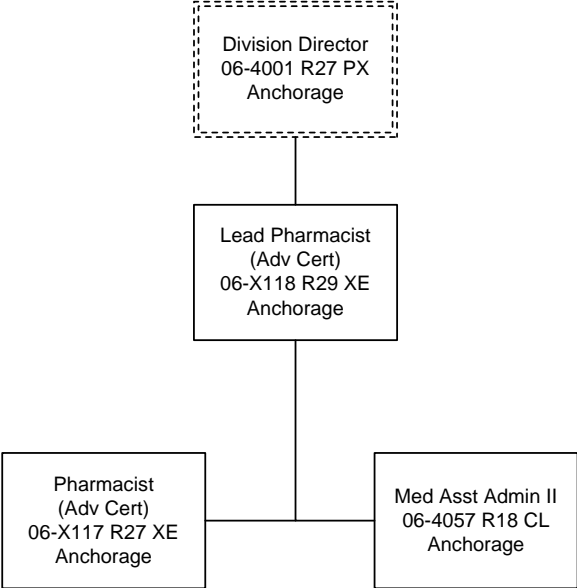 Division Director
06-4001 R27 PX
Anchorage
Lead Pharmacist
(Adv Cert)
06-X118 R29 XE
Anchorage
Pharmacist
(Adv Cert)
06-X117 R27 XE
Anchorage
Med Asst Admin II
06-4057 R18 CL
Anchorage